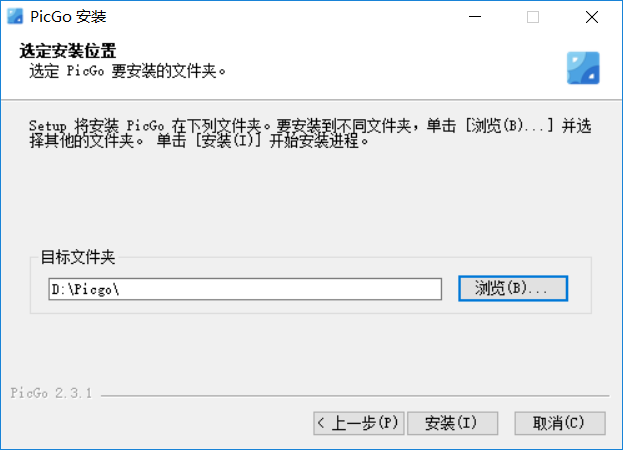 PicGo 安装
选定安装位置
选定 PicGo 要安装的文件夹。
Setup 将安装 PicGo 在下列文件夹。要安装到不同文件夹，单击 [浏览(B)...] 并选
择其他的文件夹。 单击 [安装(I)] 开始安装进程。
目标文件夹
D:\Picgo\
浏览(B)...
PicGo 2.3.1
< 上一步(P)
安装(I)
取消(C)